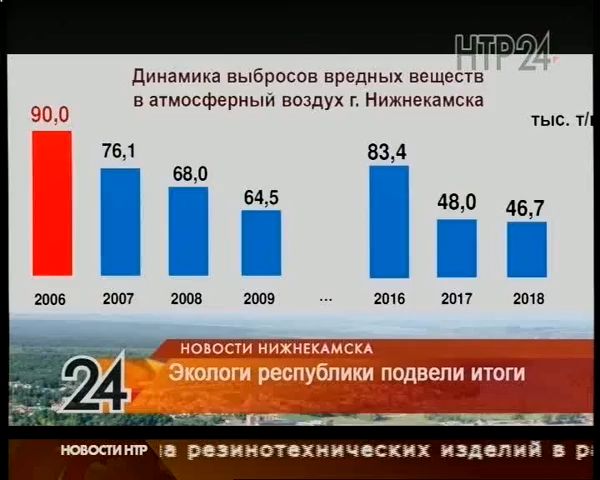 НТР24
Динамика выбросов вредных веществ
в атмосферный воздух г. Нижнекамска
тыс. т/
90,0
76,1
68,0
64,5
83,4
48,0
46,7
2006 2007 2008 2009 ... 2016 2017 2018
НОВОСТИ НИЖНЕКАМСКА
24
Экологи республики подвели итоги
НОВОСТИ НТР
на резинотехнических изделий в ра